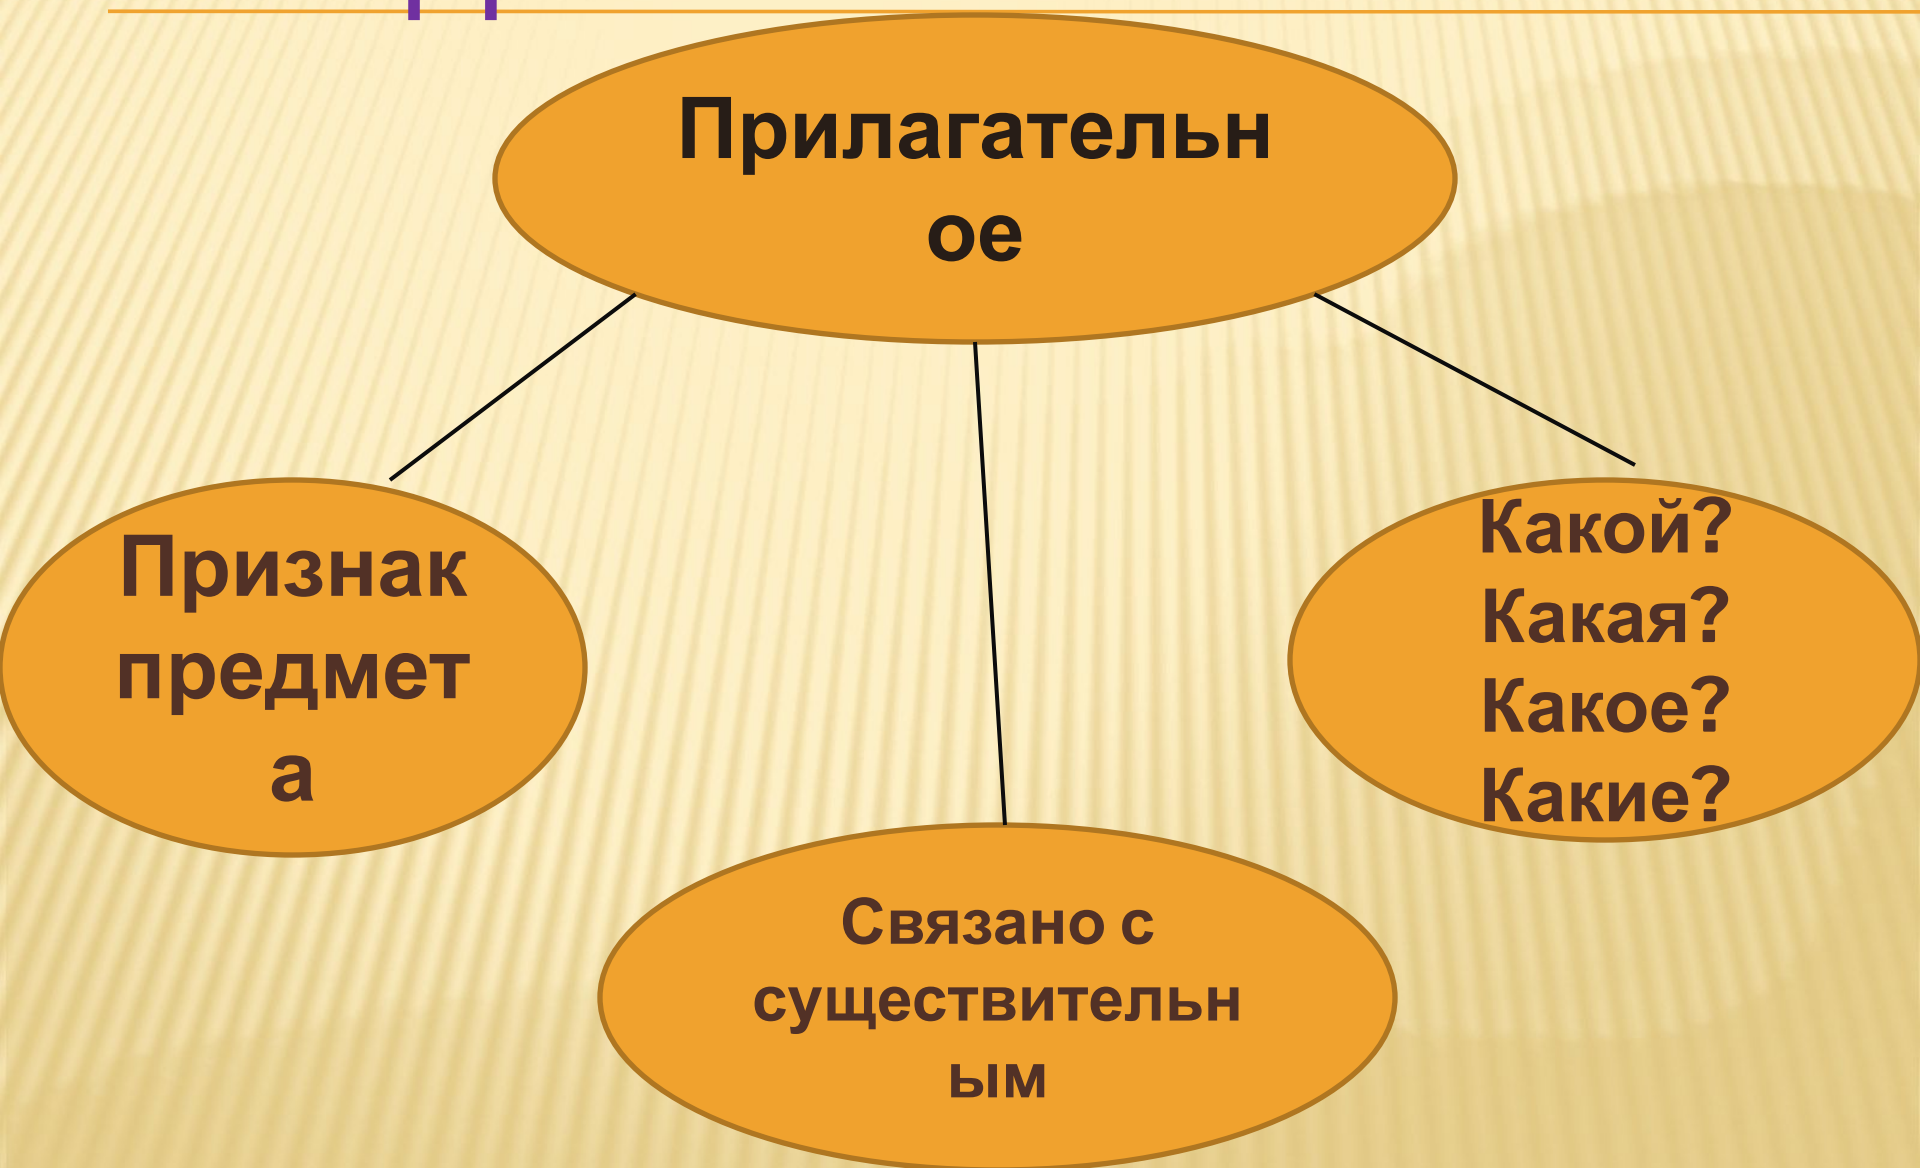 Прилагательн
ое
Признак
предмет
а
Связано с
существительн
ым
Какой?
Какая?
Какое?
Какие?